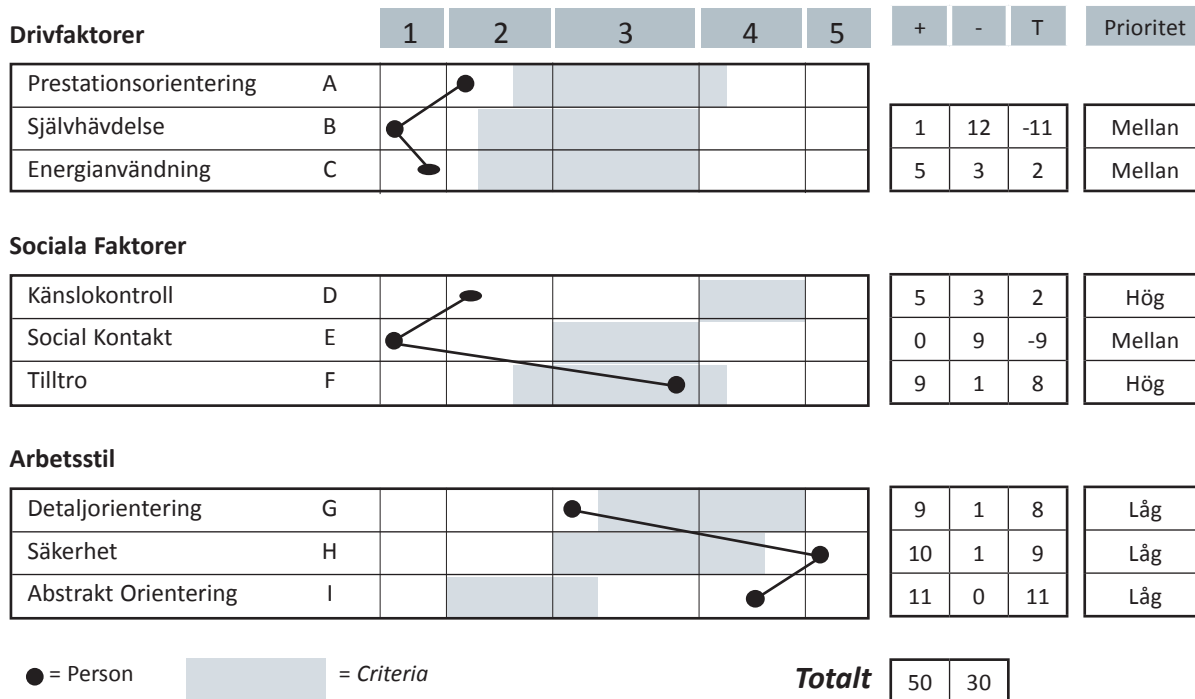 Drivfaktorer 1 2 3 4 5 + - T Prioritet
Prestationsorientering A
Självhävdelse B 1 12 -11 Mellan
Energianvändning C 5 3 2 Mellan
Sociala Faktorer
Känslokontroll D 5 3 2 Hög
Social Kontakt E 0 9 -9 Mellan
Tilltro F 9 1 8 Hög
Arbetsstil
Detaljorientering G 9 1 8 Låg
Säkerhet H 10 1 9 Låg
Abstrakt Orientering I 11 0 11 Låg
= Person = Criteria Totalt 50 30